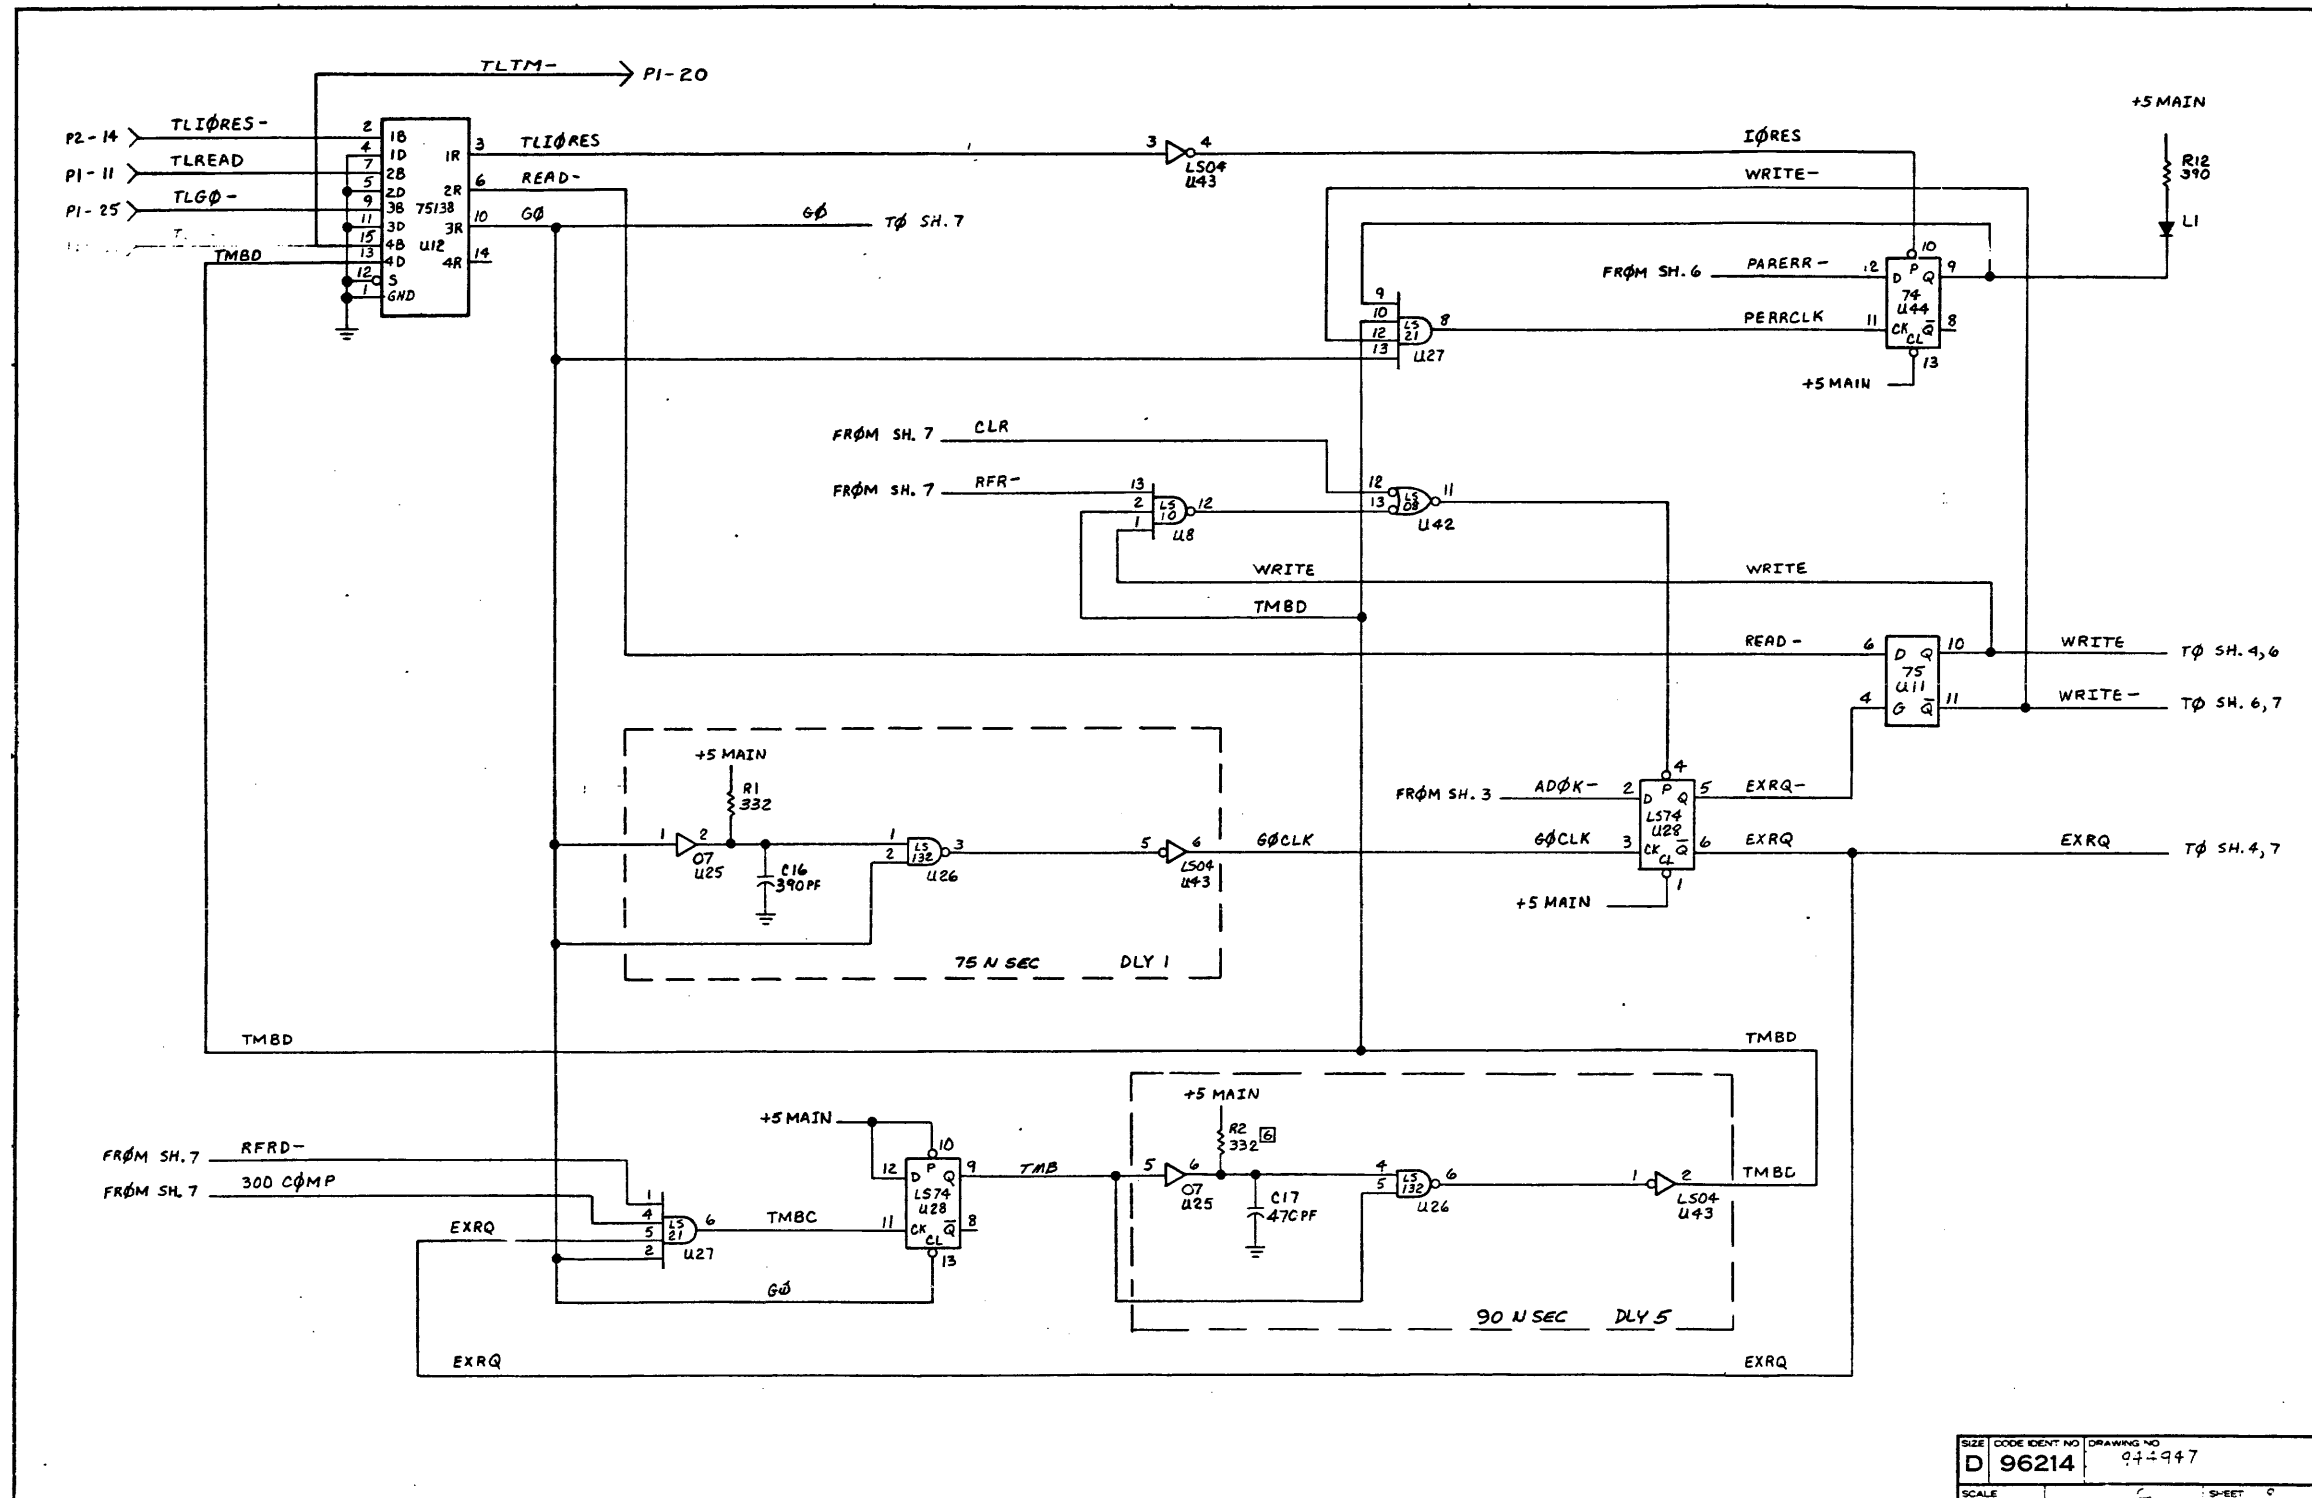 TLTM-
P1-20
+5 MAIN
P2-14
TLIØRES-
2
1B
4
1D
1R
3
TLIØRES
3
4
LS04
U43
IØRES
R12
390
P1-11
TLREAD
7
2B
5
2D
2R
6
READ-
WRITE-
P1-25
TLGØ-
9
3B
75138
11
3D
3R
10
GØ
GØ
TØ SH.7
L1
15
4B
U12
TMBD
13
4D
4R
14
12
S
1
GND
FRØM SH.6
PARERR-
12
10
D
P
Q
9
74
U44
9
10
12
13
LS
21
8
U27
PERRCLK
11
CK
CL
Q
8
13
+5 MAIN
FRØM SH. 7
CLR
FRØM SH. 7
RFR-
13
2
1
LS
10
12
U8
12
13
LS
08
11
U42
WRITE
WRITE
TMBD
READ-
6
D
Q
10
WRITE
TØ SH.4,6
75
U11
4
G
Q
11
WRITE-
TØ SH.6,7
+5 MAIN
R1
332
1
2
07
U25
C16
390PF
1
2
LS
132
3
U26
5
6
LS04
U43
GØCLK
GØCLK
75 N SEC
DLY 1
FRØM SH.3
ADØK-
2
4
D
P
Q
5
EXRQ-
LS74
U28
3
CK
CL
Q
6
EXRQ
EXRQ
TØ SH.4,7
1
+5 MAIN
TMBD
TMBD
+5 MAIN
+5 MAIN
R2
332
6
FRØM SH.7
RFRD-
FRØM SH.7
300 CØMP
EXRQ
1
4
5
2
LS
21
6
U27
TMBC
10
12
D
P
Q
9
LS74
U28
11
CK
CL
Q
8
13
TMB
5
6
07
U25
C17
47CPF
4
5
LS
132
6
U26
1
2
LS04
U43
TMBD
GØ
90 N SEC
DLY 5
EXRQ
EXRQ
SIZE
D
CODE IDENT NO
96214
DRAWING NO
944947
SCALE
SHEET